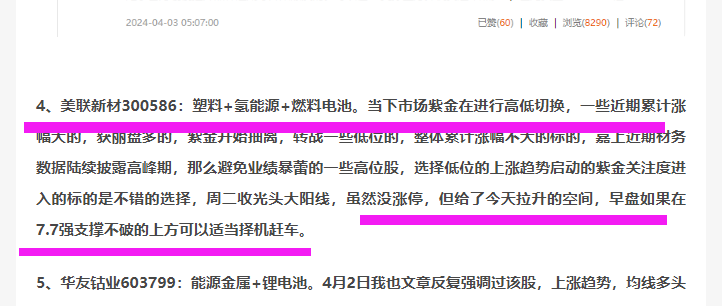 2024-04-03 05:07:00
已赞(60) | 收藏 | 浏览(8290) | 评论(72)
4、美联新材300586：塑料+氢能源+燃料电池。当下市场紫金在进行高低切换，一些近期累计涨
幅大的，获丽盘多的，紫金开始抽离，转战一些低位的，整体累计涨幅不大的标的，嘉上近期材务
数据陆续披露高峰期，那么避免业绩暴蕾的一些高位股，选择低位的上涨趋势启动的紫金关注度进
入的标的是不错的选择，周二收光头大阳线，虽然没涨停，但给了今天拉升的空间，早盘如果在
7.7强支撑不破的上方可以适当择机赶车。
5、华友钴业603799：能源金属+锂电池。4月2日我也文章反复强调过该股，上涨趋势，均线多头